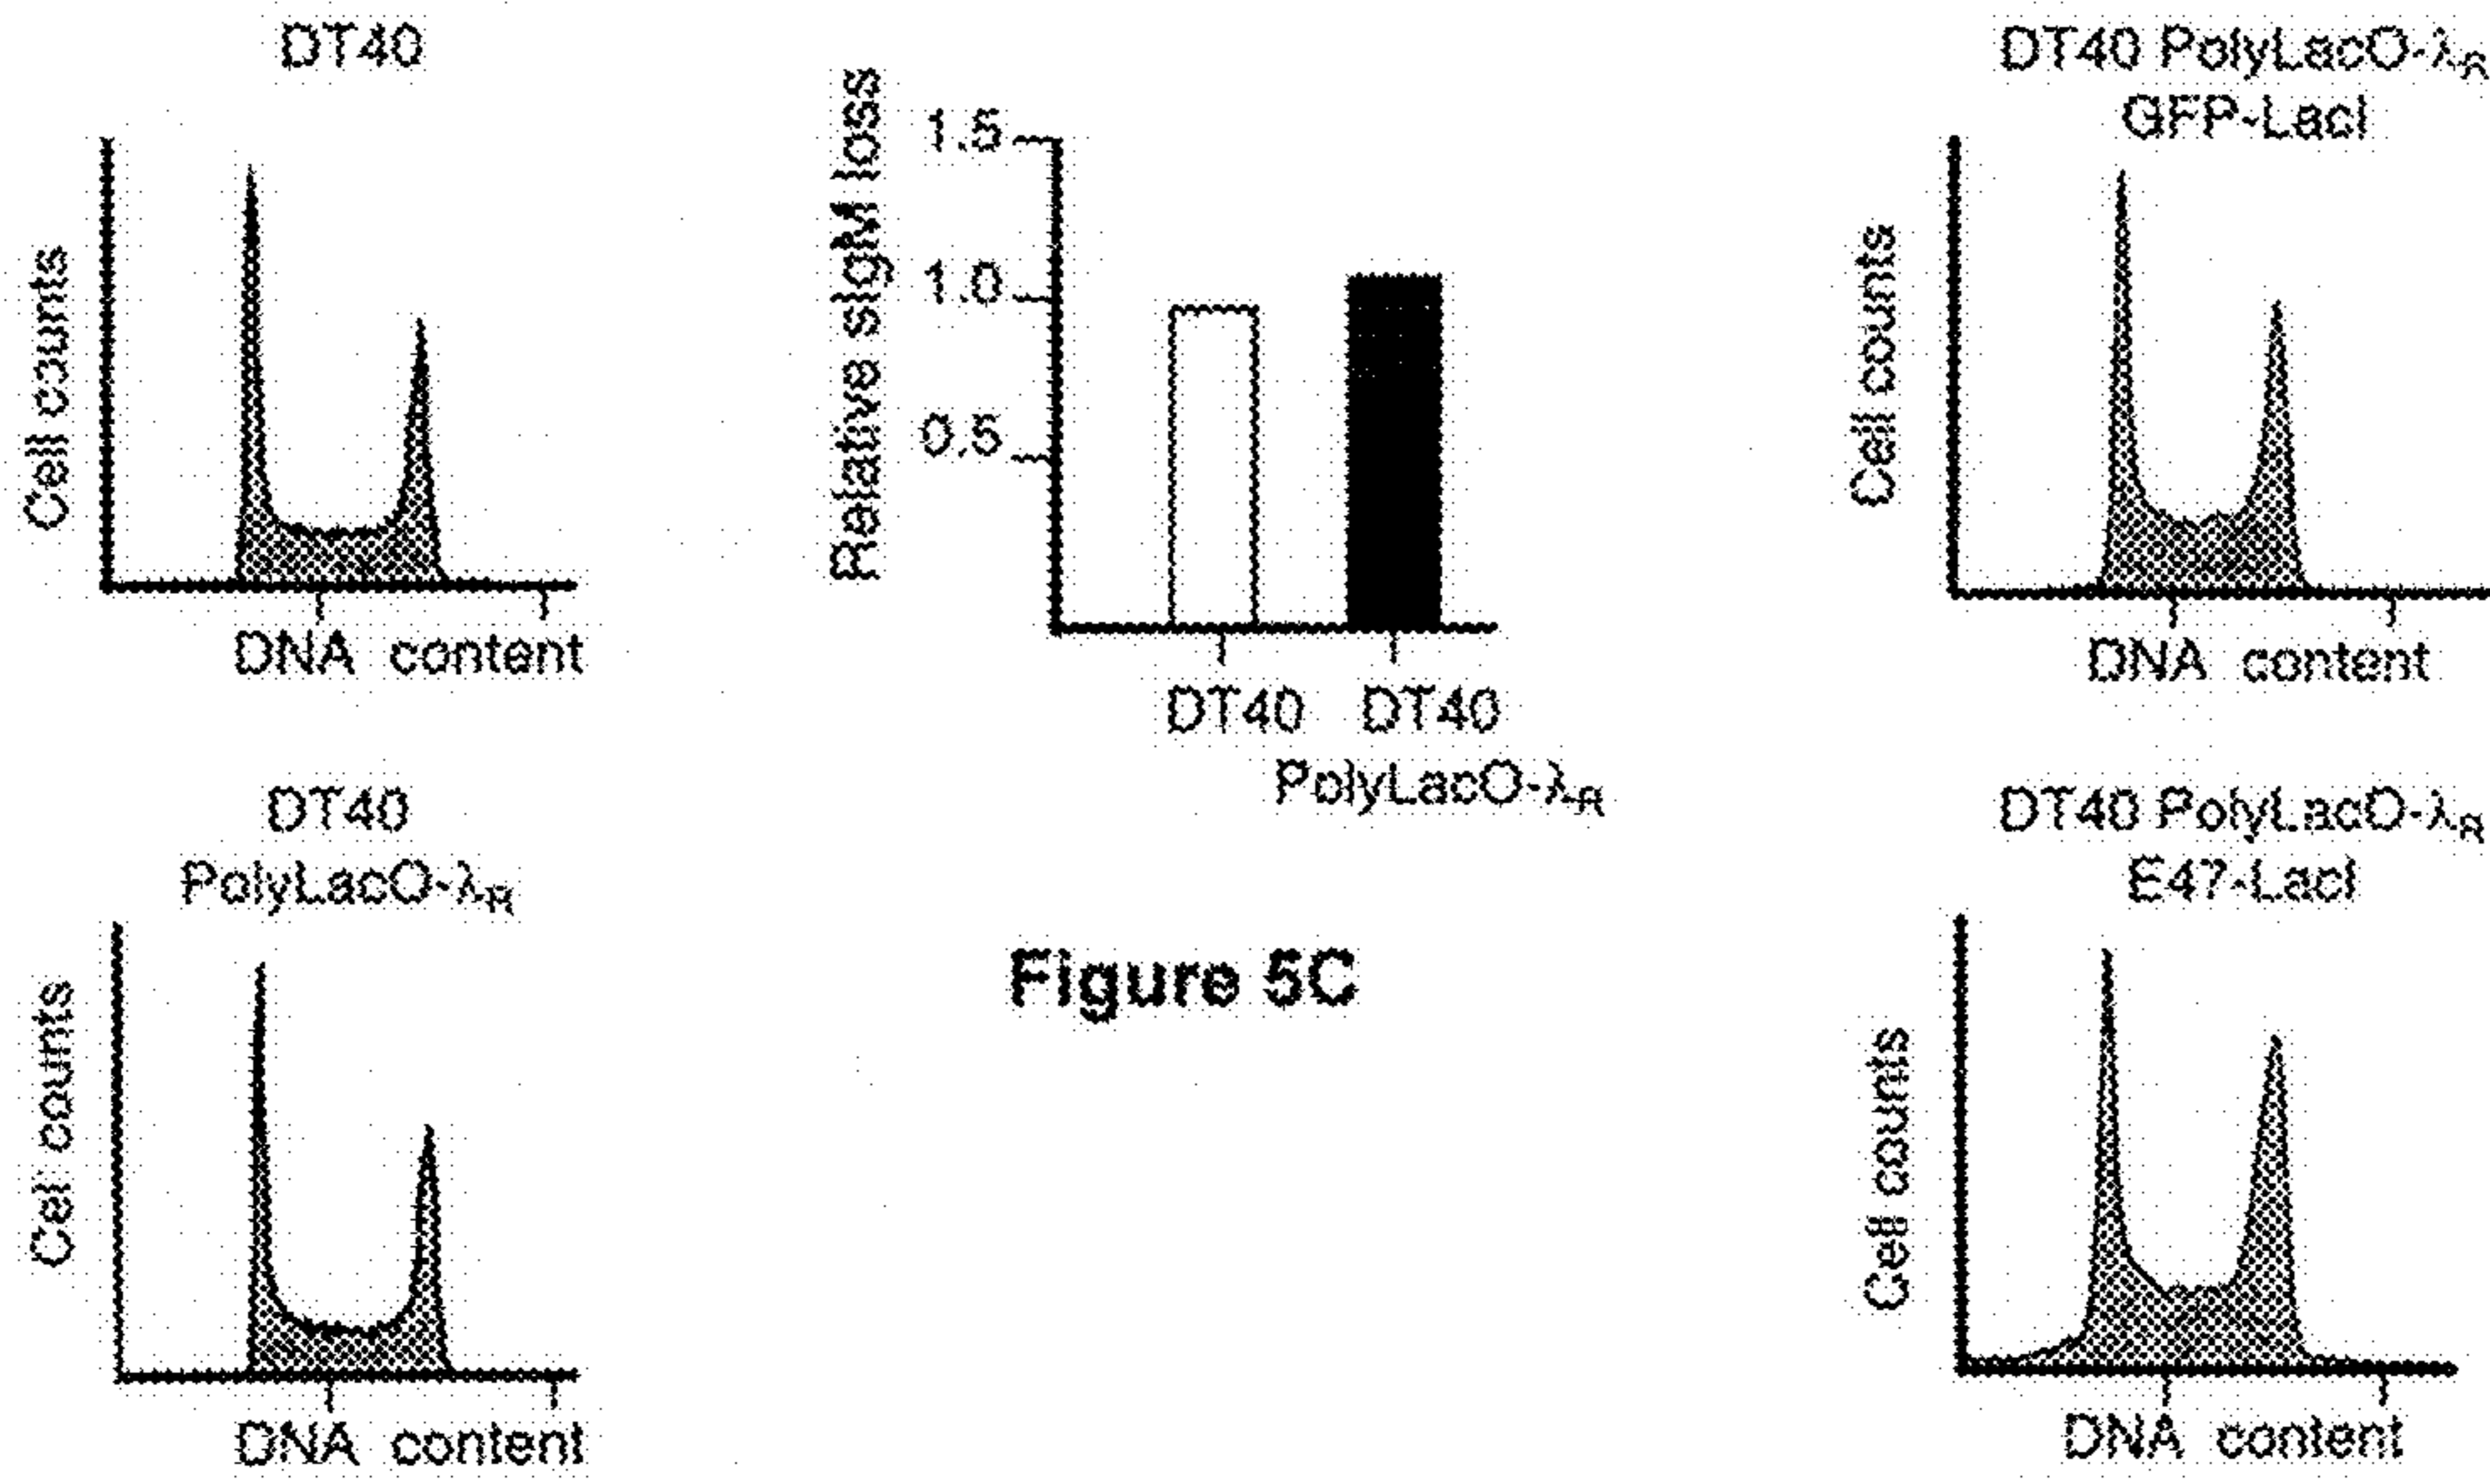 DT40
Cell counts
DNA content
DT40
PolyLacO-λR
Cell counts
DNA content
Relative sIgM loss
1.5
1.0
0.5
DT40 DT40
PolyLacO-λR
Figure 5C
DT40 PolyLacO-λR
GFP-LacI
Cell counts
DNA content
DT40 PolyLacO-λR
E47-LacI
Cell counts
DNA content